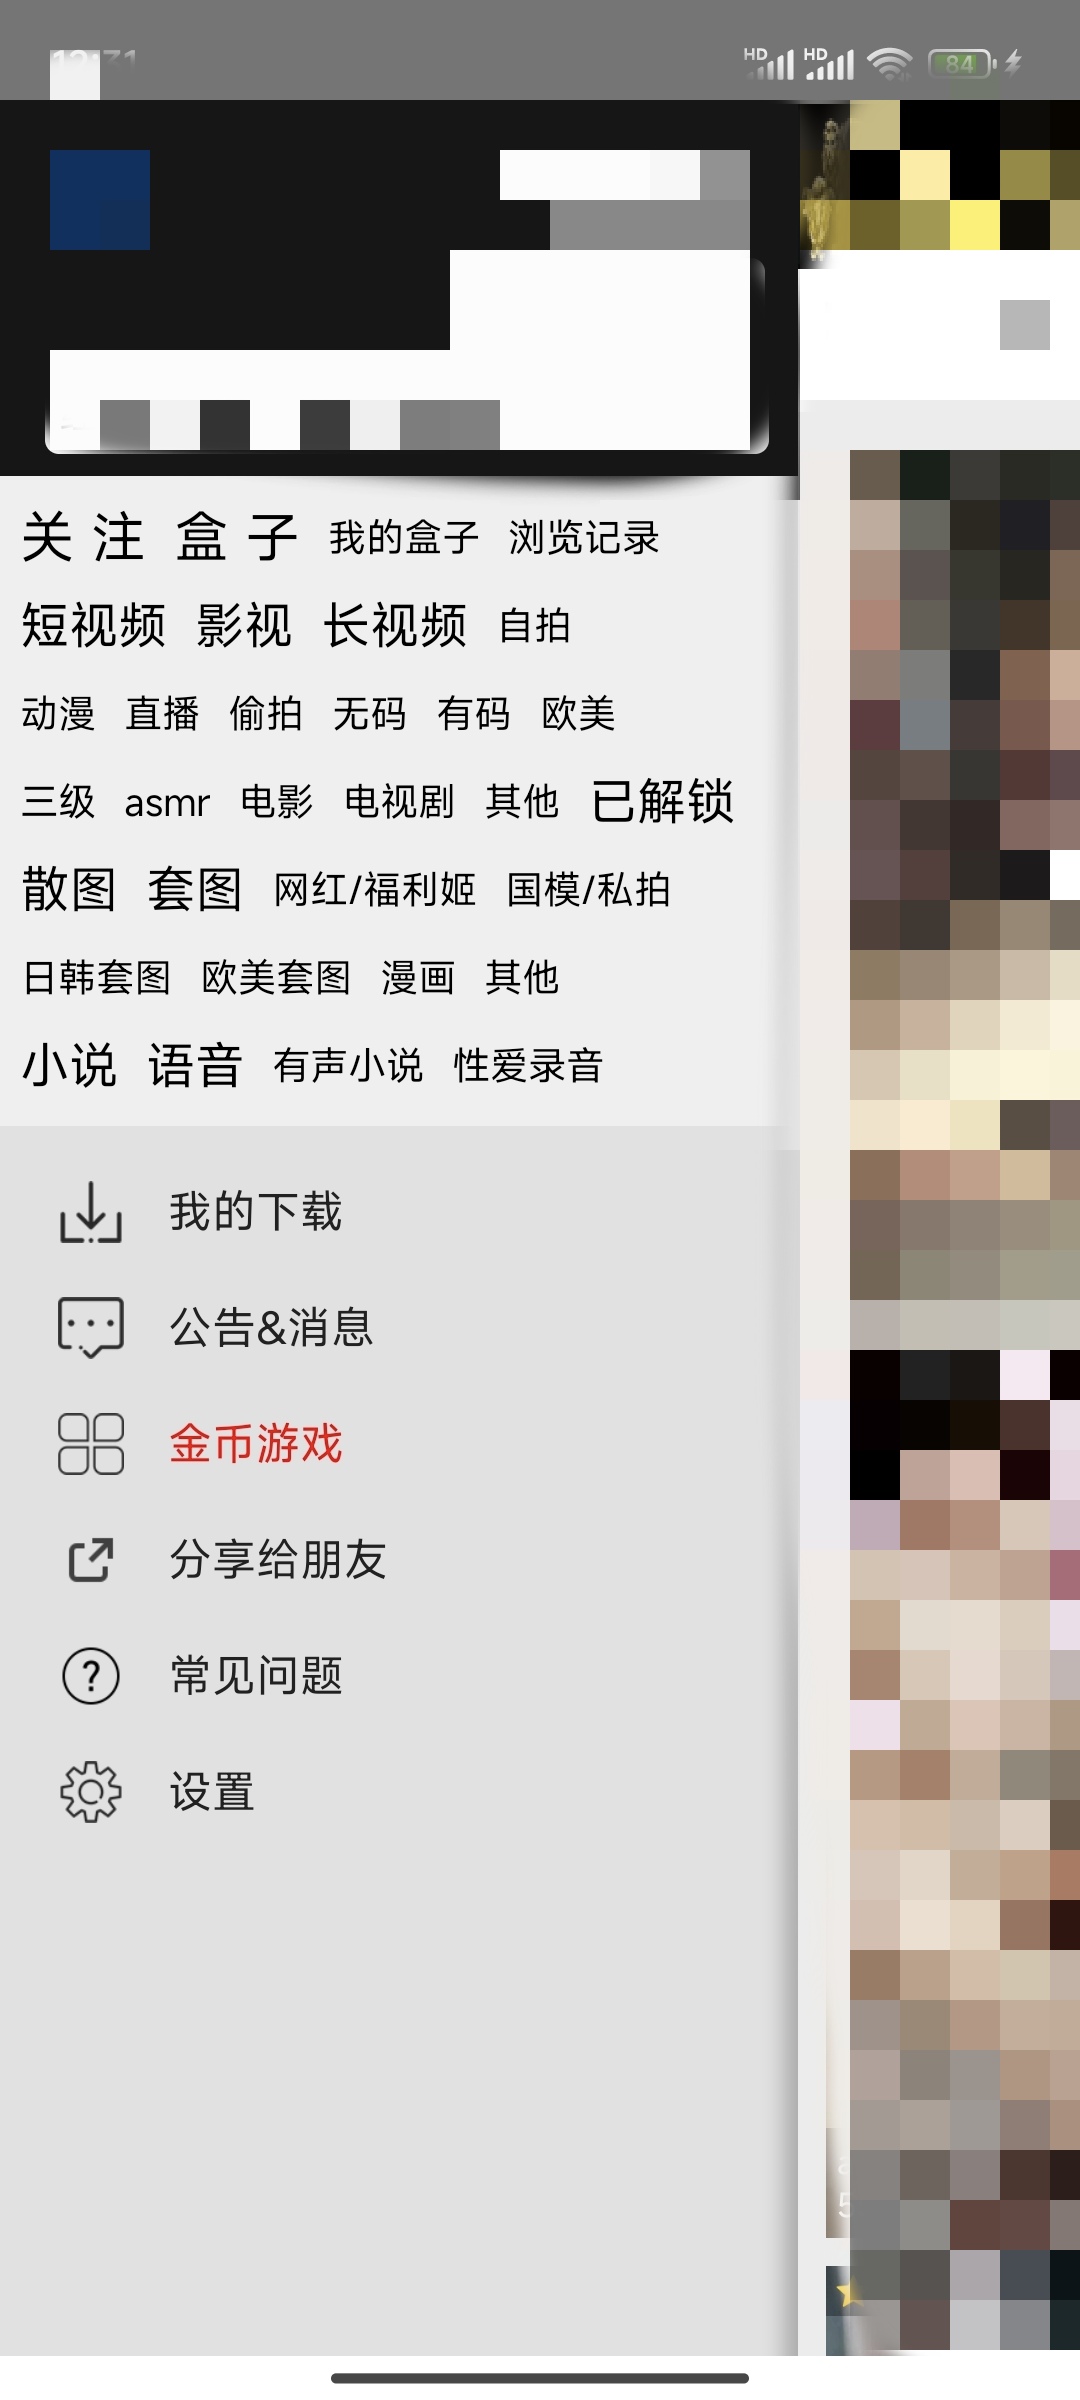 84
关 注 盒 子 我的盒子 浏览记录
短视频 影视 长视频 自拍
动漫 直播 偷拍 无码 有码 欧美
三级 asmr 电影 电视剧 其他 已解锁
散图 套图 网红/福利姬 国模/私拍
日韩套图 欧美套图 漫画 其他
小说 语音 有声小说 性爱录音
我的下载
公告&消息
金币游戏
分享给朋友
常见问题
设置